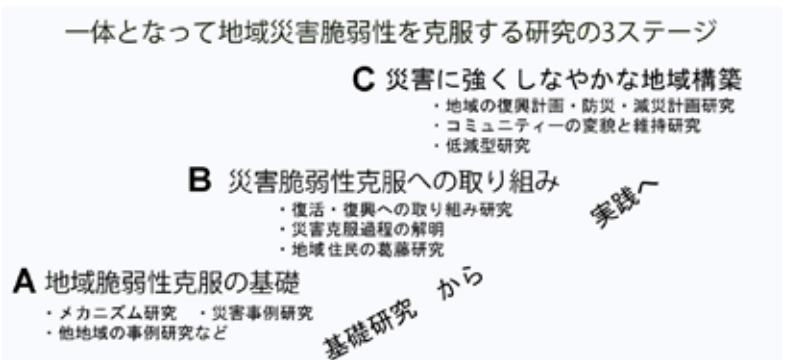 一体となって地域災害脆弱性を克服する研究の3ステージ
C 災害に強くしなやかな地域構築
・地域の復興計画・防災・減災計画研究
・コミュニティーの変貌と維持研究
・低減型研究
B 災害脆弱性克服への取り組み
・復活・復興への取り組み研究
・災害克服過程の解明
・地域住民の葛藤研究
A 地域脆弱性克服の基礎
・メカニズム研究 ・災害事例研究
・他地域の事例研究など
基礎研究 から
実践へ